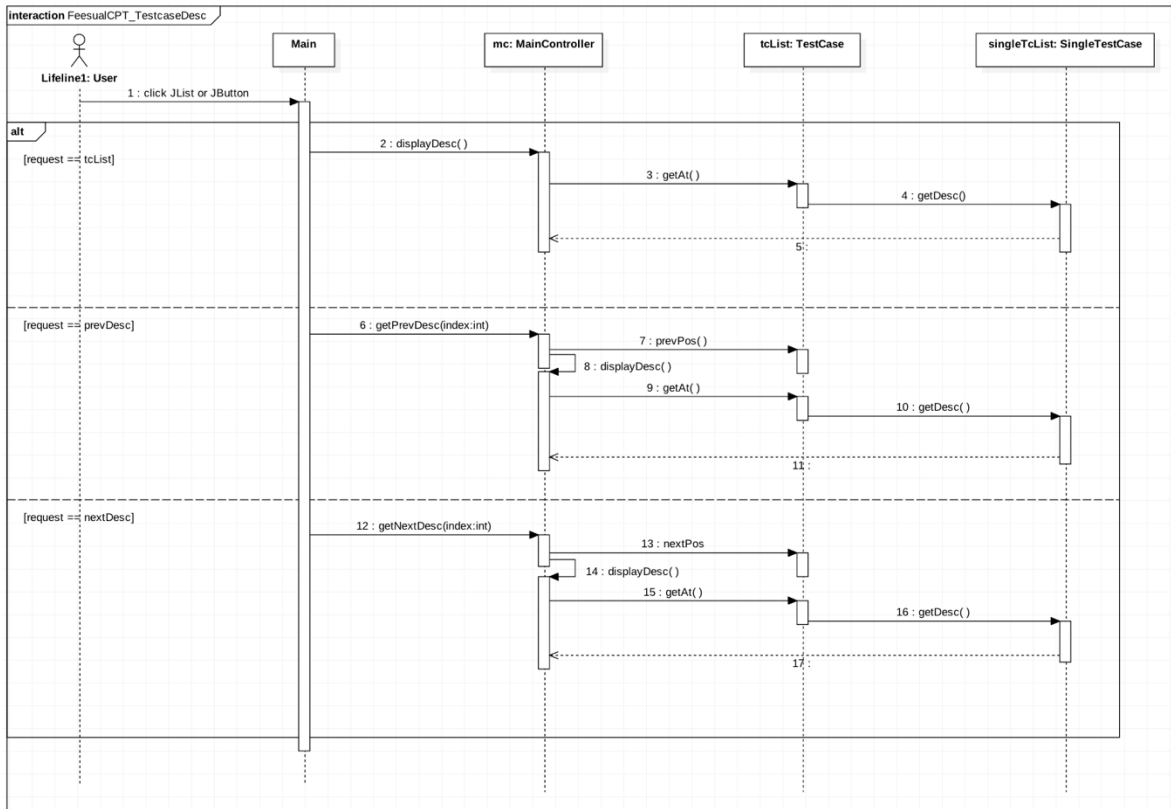 interaction FeesualCPT_TestcaseDesc
Main
mc: MainController
tcList: TestCase
singleTcList: SingleTestCase
Lifeline1: User
1 : click JList or JButton
alt
[request == tcList]
2 : displayDesc( )
3 : getAt( )
4 : getDesc()
5 :
[request == prevDesc]
6 : getPrevDesc(index:int)
7 : prevPos( )
8 : displayDesc( )
9 : getAt( )
10 : getDesc( )
11 :
[request == nextDesc]
12 : getNextDesc(index:int)
13 : nextPos
14 : displayDesc( )
15 : getAt( )
16 : getDesc( )
17 :